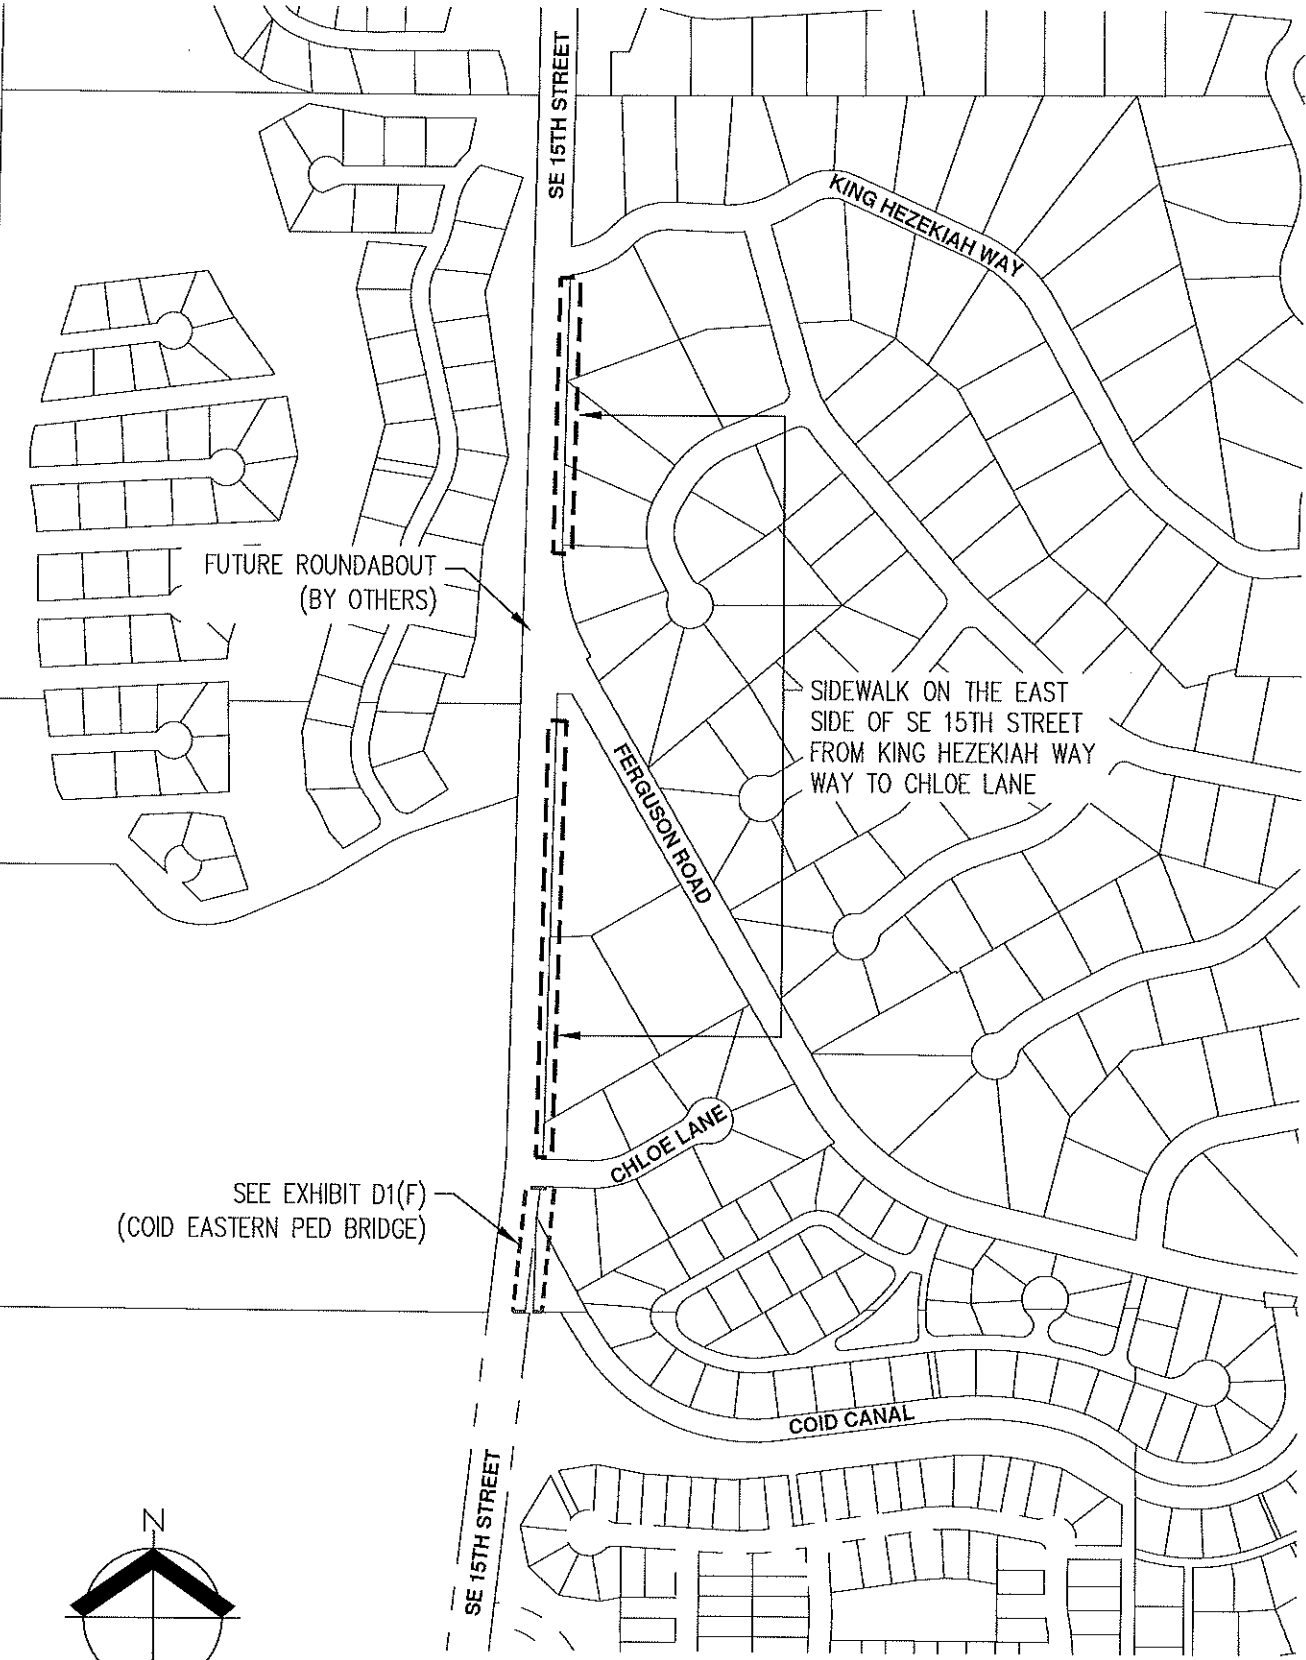 SE 15TH STREET
KING HEZEKIAH WAY
FUTURE ROUNDABOUT
(BY OTHERS)
SIDEWALK ON THE EAST
SIDE OF SE 15TH STREET
FROM KING HEZEKIAH WAY
WAY TO CHLOE LANE
FERGUSON ROAD
CHLOE LANE
SEE EXHIBIT D1(F)
(COID EASTERN PED BRIDGE)
COID CANAL
SE 15TH STREET
N